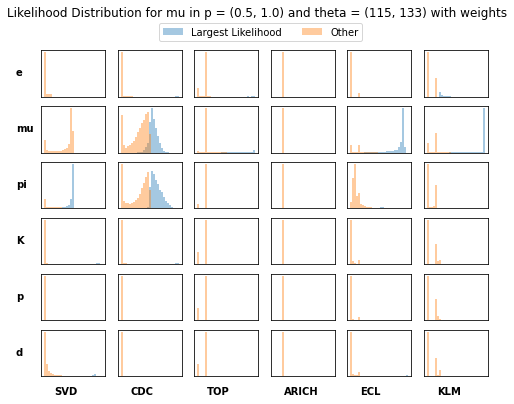 Likelihood Distribution for mu in p = (0.5, 1.0) and theta = (115, 133) with weights
Largest Likelihood Other
e
mu
pi
K
p
d
SVD CDC TOP ARICH ECL KLM